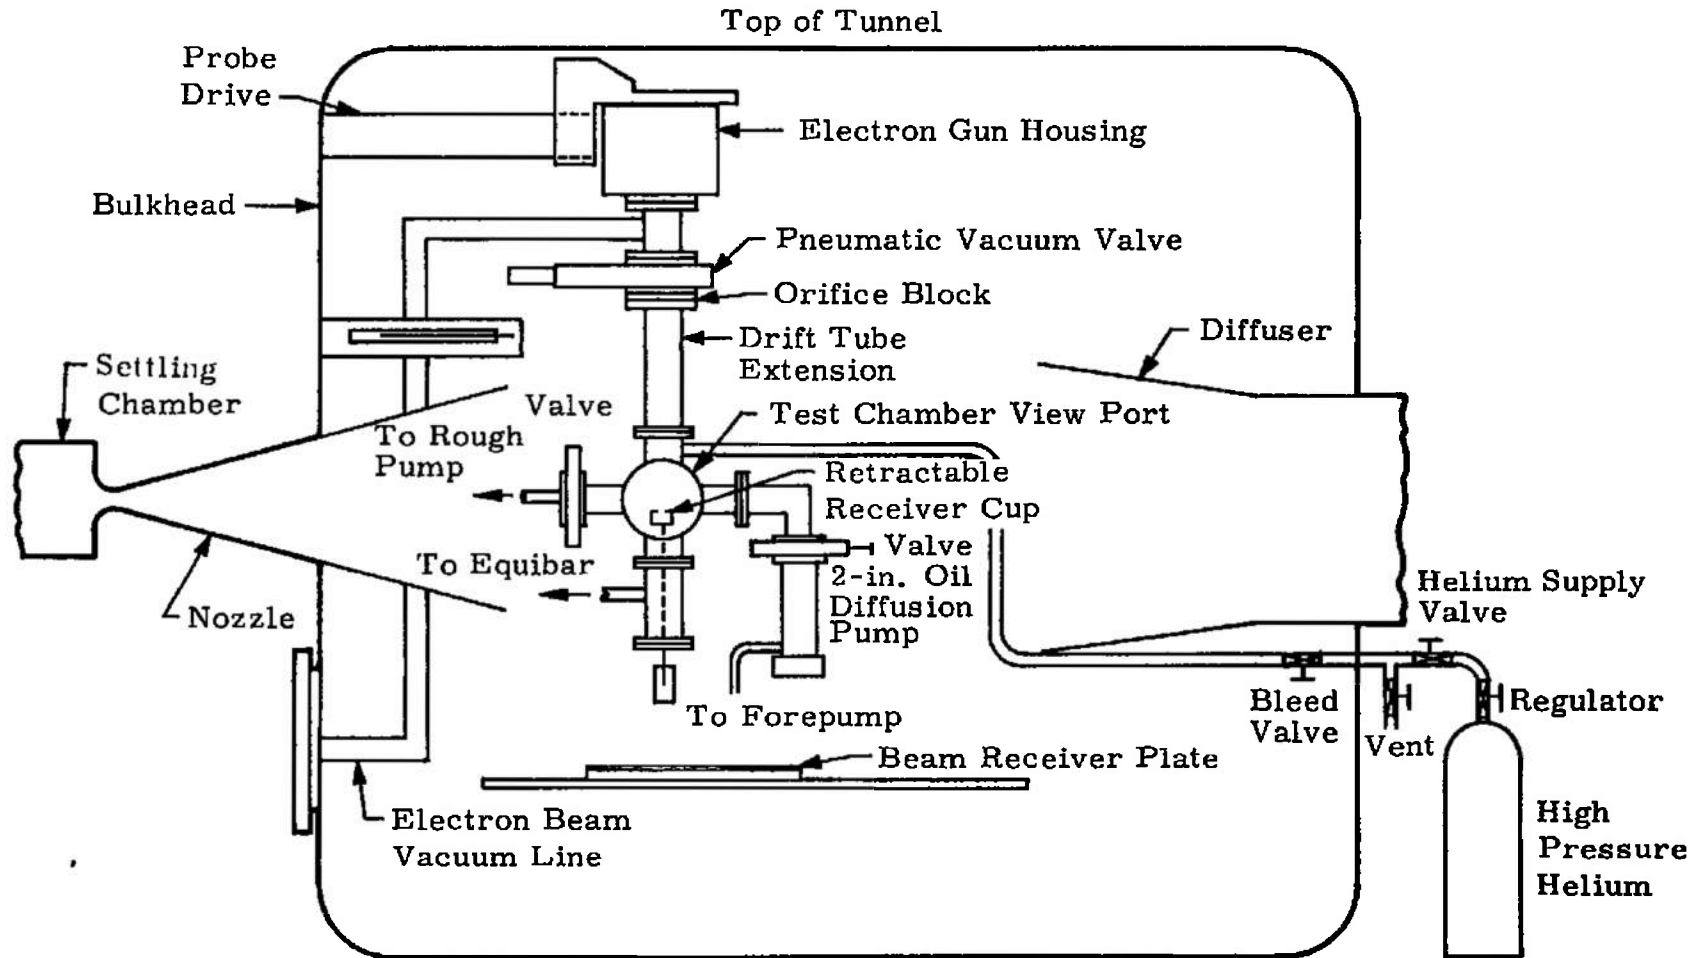 Top of Tunnel
Probe
Drive
Electron Gun Housing
Bulkhead
Pneumatic Vacuum Valve
Orifice Block
Drift Tube
Extension
Diffuser
Settling
Chamber
Valve
Test Chamber View Port
To Rough
Pump
Retractable
Receiver Cup
Valve
To Equibar
2-in. Oil
Diffusion
Pump
Helium Supply
Valve
Nozzle
To Forepump
Bleed
Valve
Vent
Regulator
Beam Receiver Plate
Electron Beam
Vacuum Line
High
Pressure
Helium